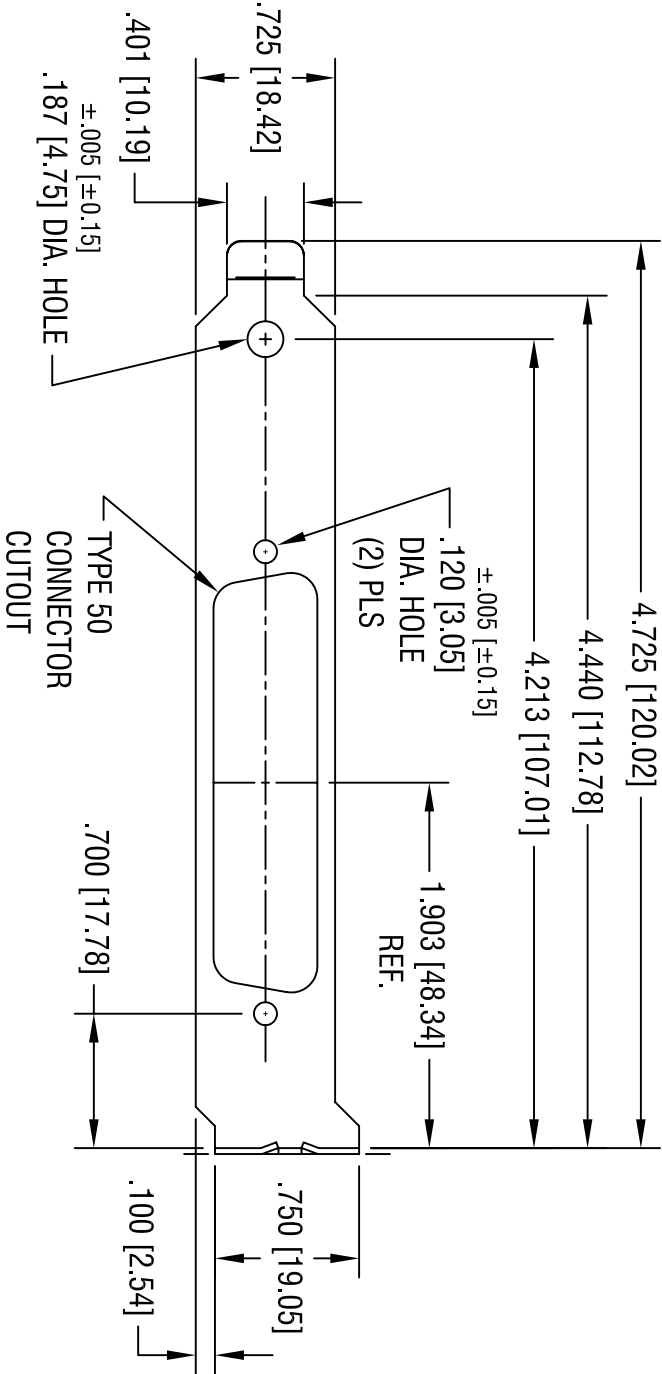 4.725 [120.02]
4.440 [112.78]
4.213 [107.01]
1.903 [48.34]
REF.
±.005 [±0.15]
.120 [3.05]
DIA. HOLE
(2) PLS
.725 [18.42]
.401 [10.19]
±.005 [±0.15]
.187 [4.75] DIA. HOLE
TYPE 50
CONNECTOR
CUTOUT
.700 [17.78]
.750 [19.05]
.100 [2.54]